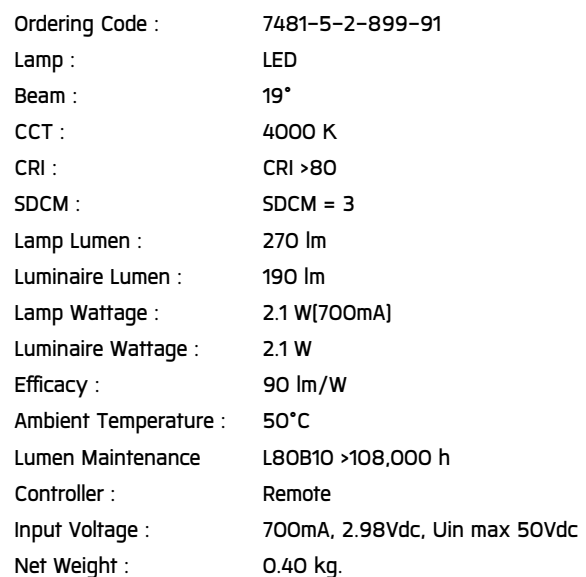 Ordering Code : 7481-5-2-899-91
Lamp : LED
Beam : 19°
CCT : 4000 K
CRI : CRI >80
SDCM : SDCM = 3
Lamp Lumen : 270 lm
Luminaire Lumen : 190 lm
Lamp Wattage : 2.1 W(700mA)
Luminaire Wattage : 2.1 W
Efficacy : 90 lm/W
Ambient Temperature : 50°C
Lumen Maintenance L80B10 >108,000 h
Controller : Remote
Input Voltage : 700mA, 2.98Vdc, Uin max 50Vdc
Net Weight : 0.40 kg.